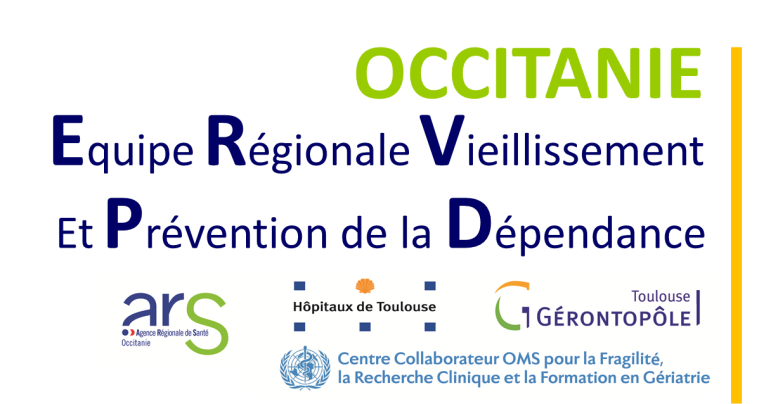 OCCITANIE
Equipe Régionale Vieillissement
Et Prévention de la Dépendance
ars
Agence Régionale de Santé
Occitanie
Hôpitaux de Toulouse
Toulouse
GÉRONTOPÔLE
Centre Collaborateur OMS pour la Fragilité,
la Recherche Clinique et la Formation en Gériatrie